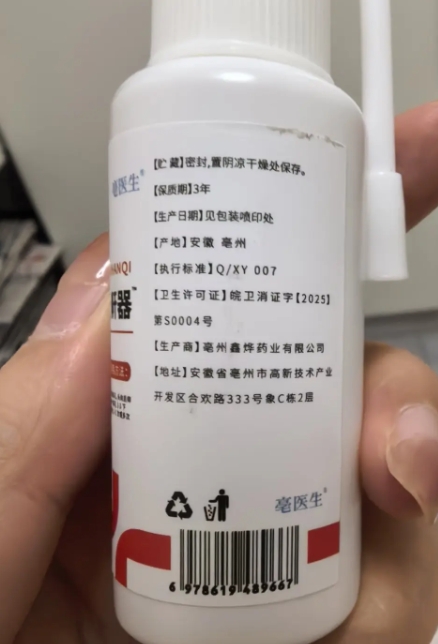 亳医生®
【贮 藏】密封,置阴凉干燥处保存。
【保质期】3年
【生产日期】见包装喷印处
【产地】安徽 亳州
【执行标准】Q/XY 007
【卫生许可证】皖卫消证字【2025】
第S0004号
【生产商】亳州鑫烨药业有限公司
【地址】安徽省亳州市高新技术产业
开发区合欢路333号象C栋2层
HANQI
器™
亳医生®
6 978619 489667